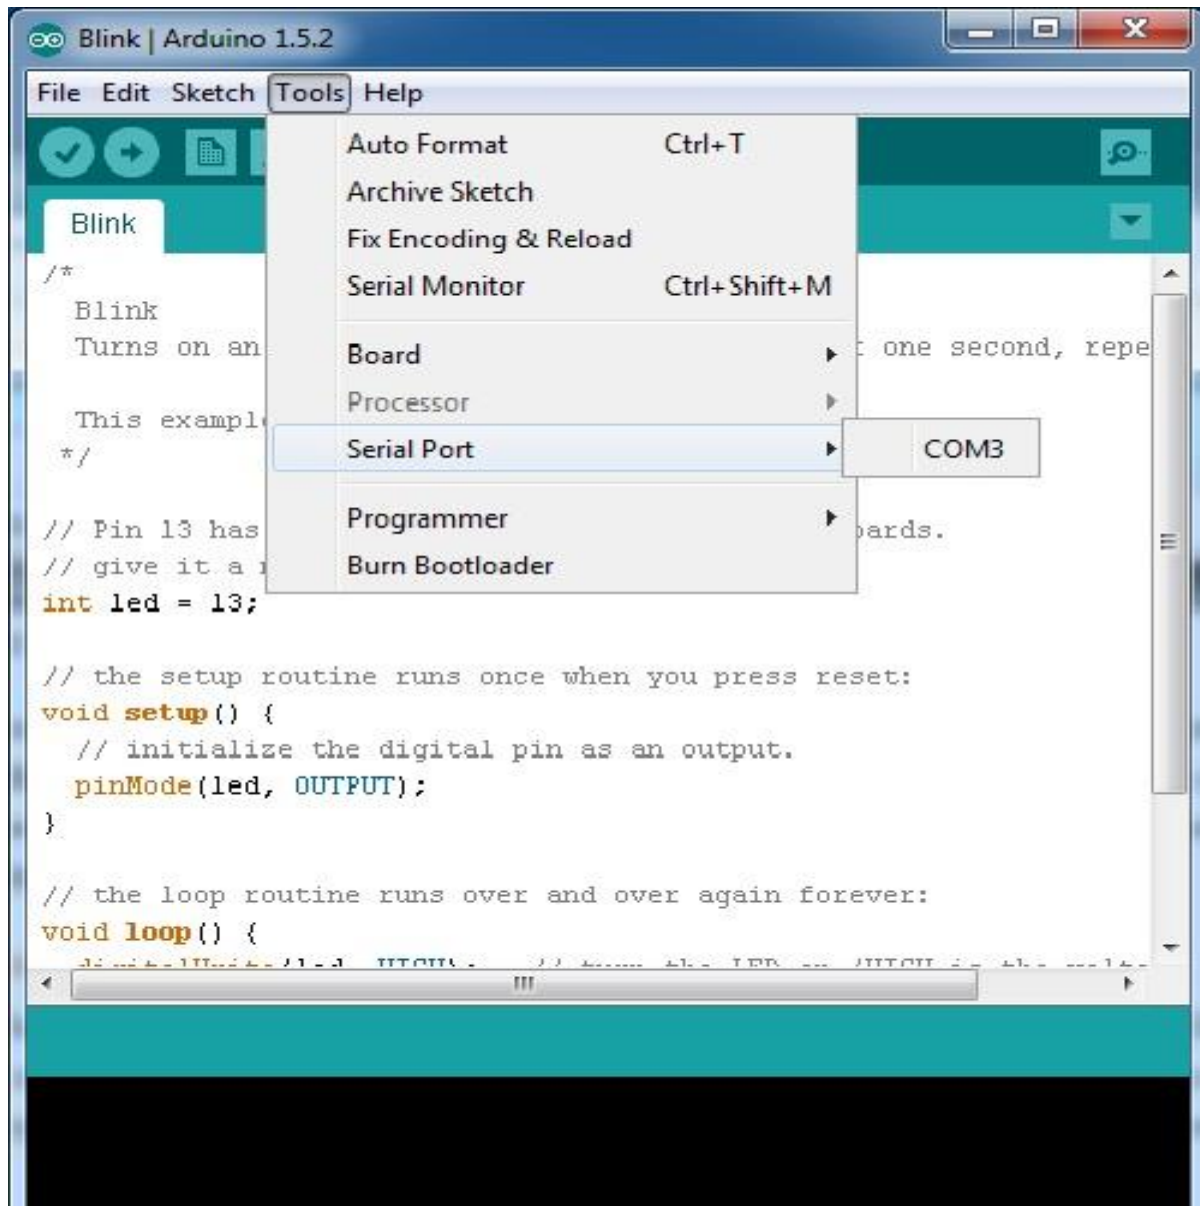 Blink | Arduino 1.5.2
File Edit Sketch Tools Help
Auto Format Ctrl+T
Archive Sketch
Fix Encoding & Reload
Serial Monitor Ctrl+Shift+M
Board
Processor
Serial Port
COM3
Programmer
Burn Bootloader
Blink
/*
Blink
Turns on an one second, repe
This example
*/
// Pin 13 has
// give it a
int led = 13;
// the setup routine runs once when you press reset:
void setup() {
// initialize the digital pin as an output.
pinMode(led, OUTPUT);
}
// the loop routine runs over and over again forever:
void loop() {